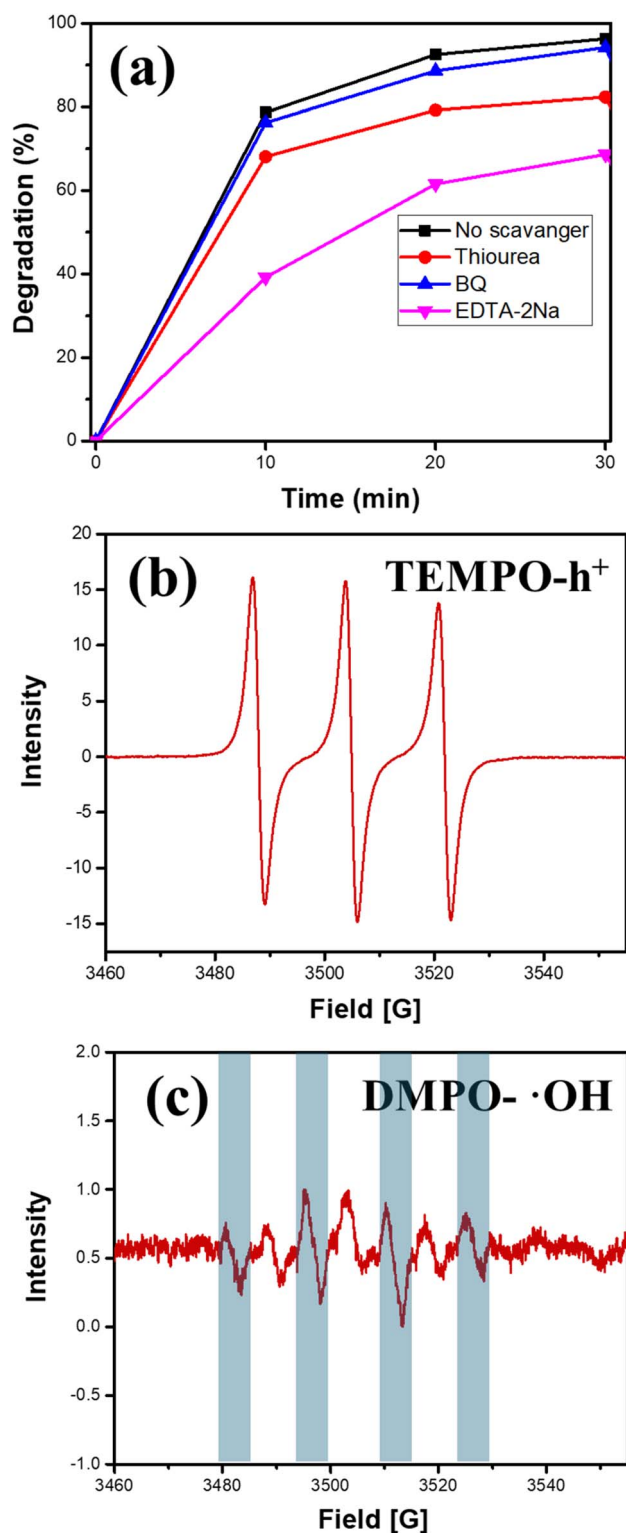 (a)
Degradation (%)
100
80
60
40
20
0
No scavanger
Thiourea
BQ
EDTA-2Na
0
10
20
30
Time (min)
(b)
TEMPO-h⁺
Intensity
20
15
10
5
0
-5
-10
-15
3460
3480
3500
3520
3540
Field [G]
(c)
DMPO- ·OH
Intensity
2.0
1.5
1.0
0.5
0.0
-0.5
-1.0
3460
3480
3500
3520
3540
Field [G]